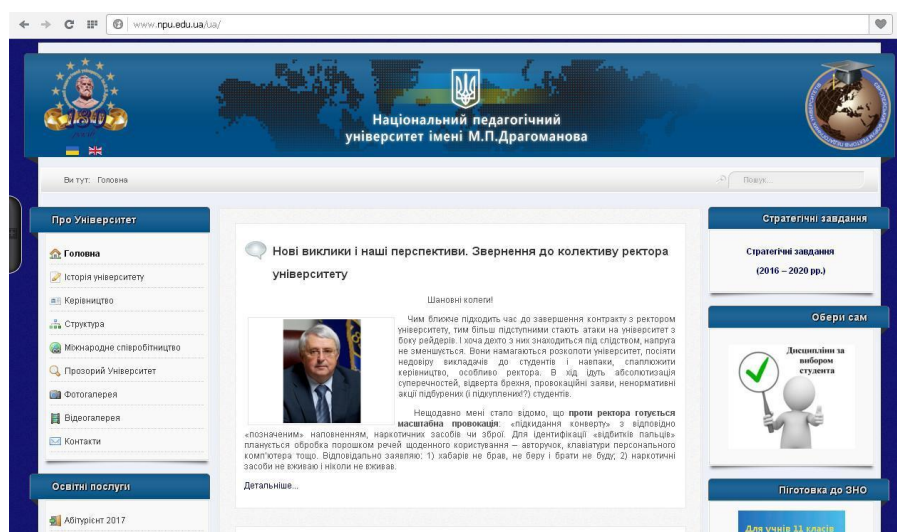 www.npu.edu.ua/ua/
Національний педагогічний
університет імені М.П.Драгоманова
Ви тут: Головна
Пошук...
Про Університет
Головна
Історія університету
Керівництво
Структура
Міжнародне співробітництво
Прозорий Університет
Фотогалерея
Відеогалерея
Контакти
Освітні послуги
Абітурієнт 2017
Нові виклики і наші перспективи. Звернення до колективу ректора
університету
Шановні колеги!
Чим ближче підходить час до завершення контракту з ректором
університету, тим більш підступними стають атаки на університет з
боку рейдерів. І хоча дехто з них знаходиться під слідством, напруга
не зменшується. Вони намагаються розколоти університет, посіяти
недовіру викладачів до студентів і навпаки, спаплюжити
керівництво, особливо ректора. В хід ідуть абсолютизація
суперечностей, відверта брехня, провокаційні заяви, ненормативні
акції підбурених (і підкуплених!?) студентів.
Нещодавно мені стало відомо, що проти ректора готується
масштабна провокація: «підкидання конверту» з відповідно
«позначеним» наповненням, наркотичних засобів чи зброї. Для ідентифікації «відбитків пальців»
планується обробка порошком речей щоденного користування – авторучок, клавіатури персонального
комп'ютера тощо. Відповідально заявляю: 1) хабарів не брав, не беру і брати не буду; 2) наркотичні
засоби не вживаю і ніколи не вживав.
Детальніше...
Стратегічні завдання
Стратегічні завдання
(2016 – 2020 рр.)
Обери сам
Дисципліни за
вибором
студента
Піготовка до ЗНО
Для учнів 11 класів